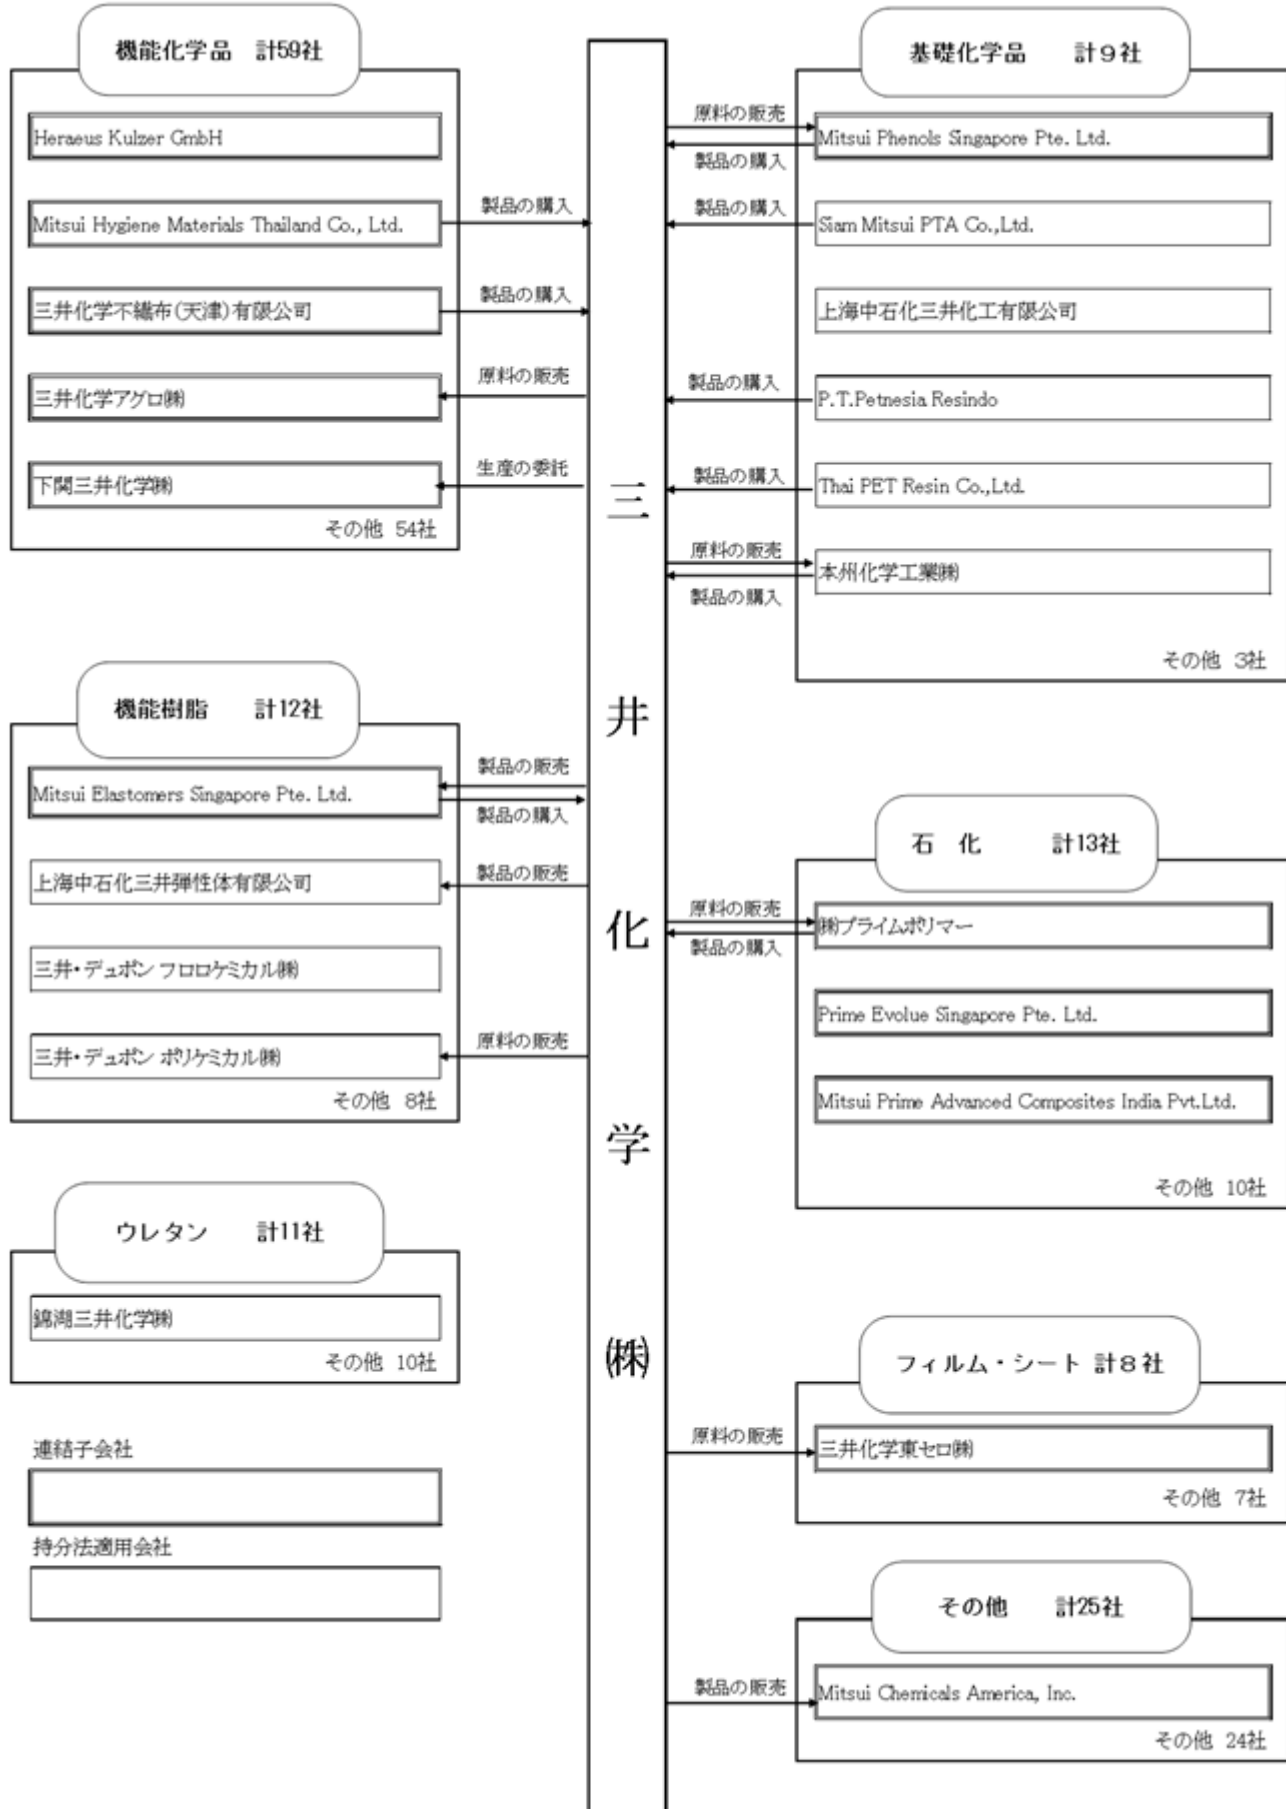 機能化学品 計59社
Heraeus Kulzer GmbH
Mitsui Hygiene Materials Thailand Co., Ltd.
製品の購入
三井化学不織布(天津)有限公司
製品の購入
三井化学アグロ㈱
原料の販売
下関三井化学㈱
生産の委託
その他 54社
機能樹脂 計12社
Mitsui Elastomers Singapore Pte. Ltd.
製品の販売
製品の購入
上海中石化三井弾性体有限公司
製品の販売
三井・デュポン フロロケミカル㈱
三井・デュポン ポリケミカル㈱
原料の販売
その他 8社
ウレタン 計11社
錦湖三井化学㈱
その他 10社
連結子会社
持分法適用会社
三井化学㈱
基礎化学品 計9社
原料の販売
Mitsui Phenols Singapore Pte. Ltd.
製品の購入
製品の購入
Siam Mitsui PTA Co.,Ltd.
上海中石化三井化工有限公司
製品の購入
P.T.Petnesia Resindo
製品の購入
Thai PET Resin Co.,Ltd.
原料の販売
本州化学工業㈱
製品の購入
その他 3社
石 化 計13社
原料の販売
㈱プライムポリマー
製品の購入
Prime Evolue Singapore Pte. Ltd.
Mitsui Prime Advanced Composites India Pvt.Ltd.
その他 10社
フィルム・シート 計8社
原料の販売
三井化学東セロ㈱
その他 7社
その他 計25社
製品の販売
Mitsui Chemicals America, Inc.
その他 24社